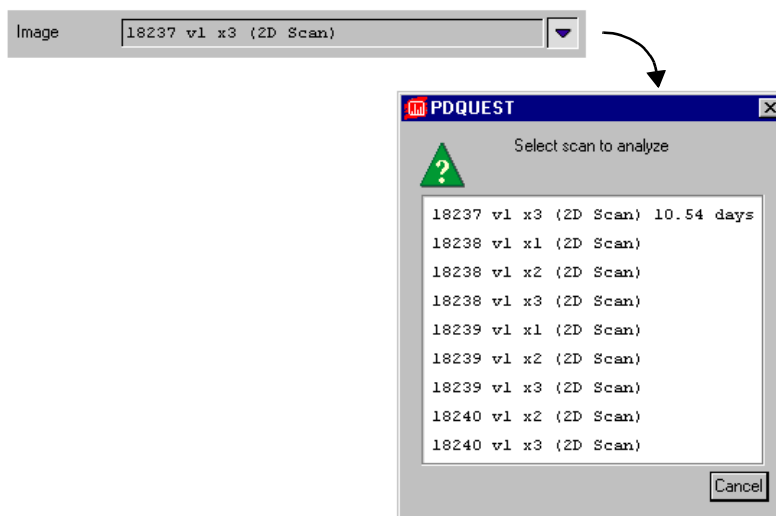 Image 18237 v1 x3 (2D Scan)
PDQUEST
Select scan to analyze
?
18237 v1 x3 (2D Scan) 10.54 days
18238 v1 x1 (2D Scan)
18238 v1 x2 (2D Scan)
18238 v1 x3 (2D Scan)
18239 v1 x1 (2D Scan)
18239 v1 x2 (2D Scan)
18239 v1 x3 (2D Scan)
18240 v1 x2 (2D Scan)
18240 v1 x3 (2D Scan)
Cancel